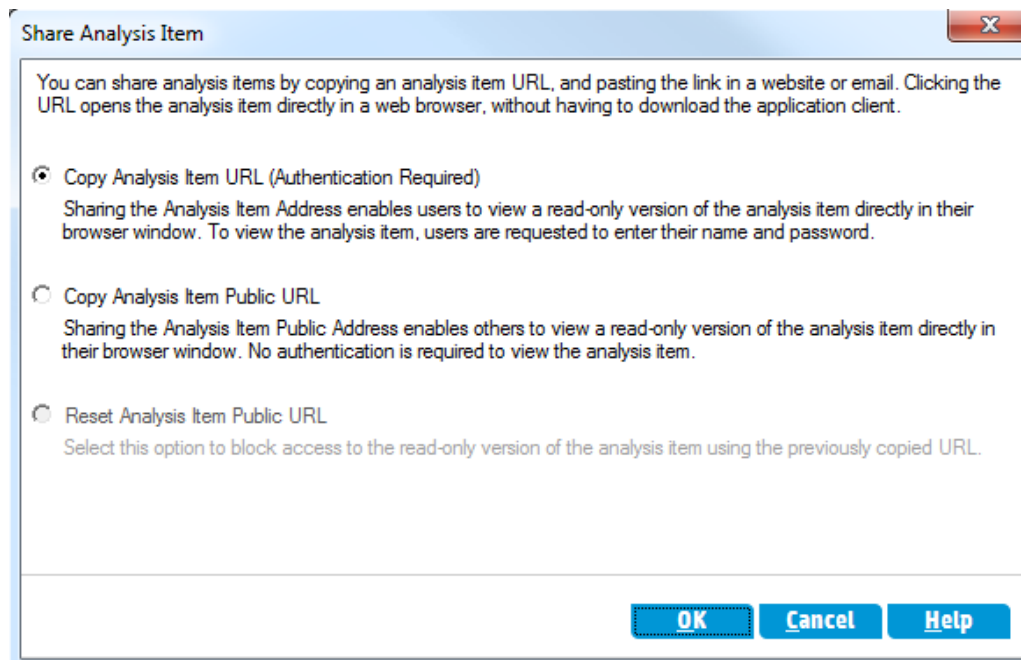 Share Analysis Item
You can share analysis items by copying an analysis item URL, and pasting the link in a website or email. Clicking the
URL opens the analysis item directly in a web browser, without having to download the application client.
Copy Analysis Item URL (Authentication Required)
Sharing the Analysis Item Address enables users to view a read-only version of the analysis item directly in their
browser window. To view the analysis item, users are requested to enter their name and password.
Copy Analysis Item Public URL
Sharing the Analysis Item Public Address enables others to view a read-only version of the analysis item directly in
their browser window. No authentication is required to view the analysis item.
Reset Analysis Item Public URL
Select this option to block access to the read-only version of the analysis item using the previously copied URL.
OK Cancel Help